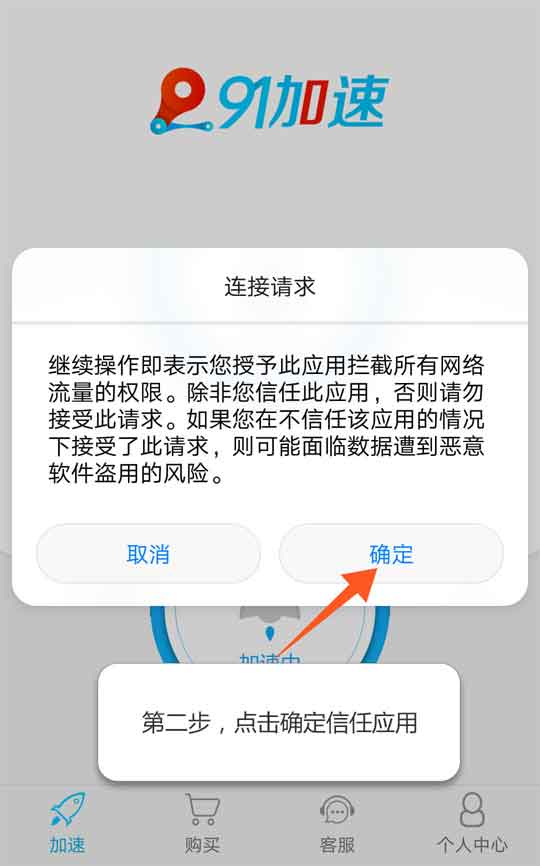 91加速
连接请求
继续操作即表示您授予此应用拦截所有网络
流量的权限。除非您信任此应用，否则请勿
接受此请求。如果您在不信任该应用的情况
下接受了此请求，则可能面临数据遭到恶意
软件盗用的风险。
取消 确定
加速中
第二步，点击确定信任应用
加速 购买 客服 个人中心